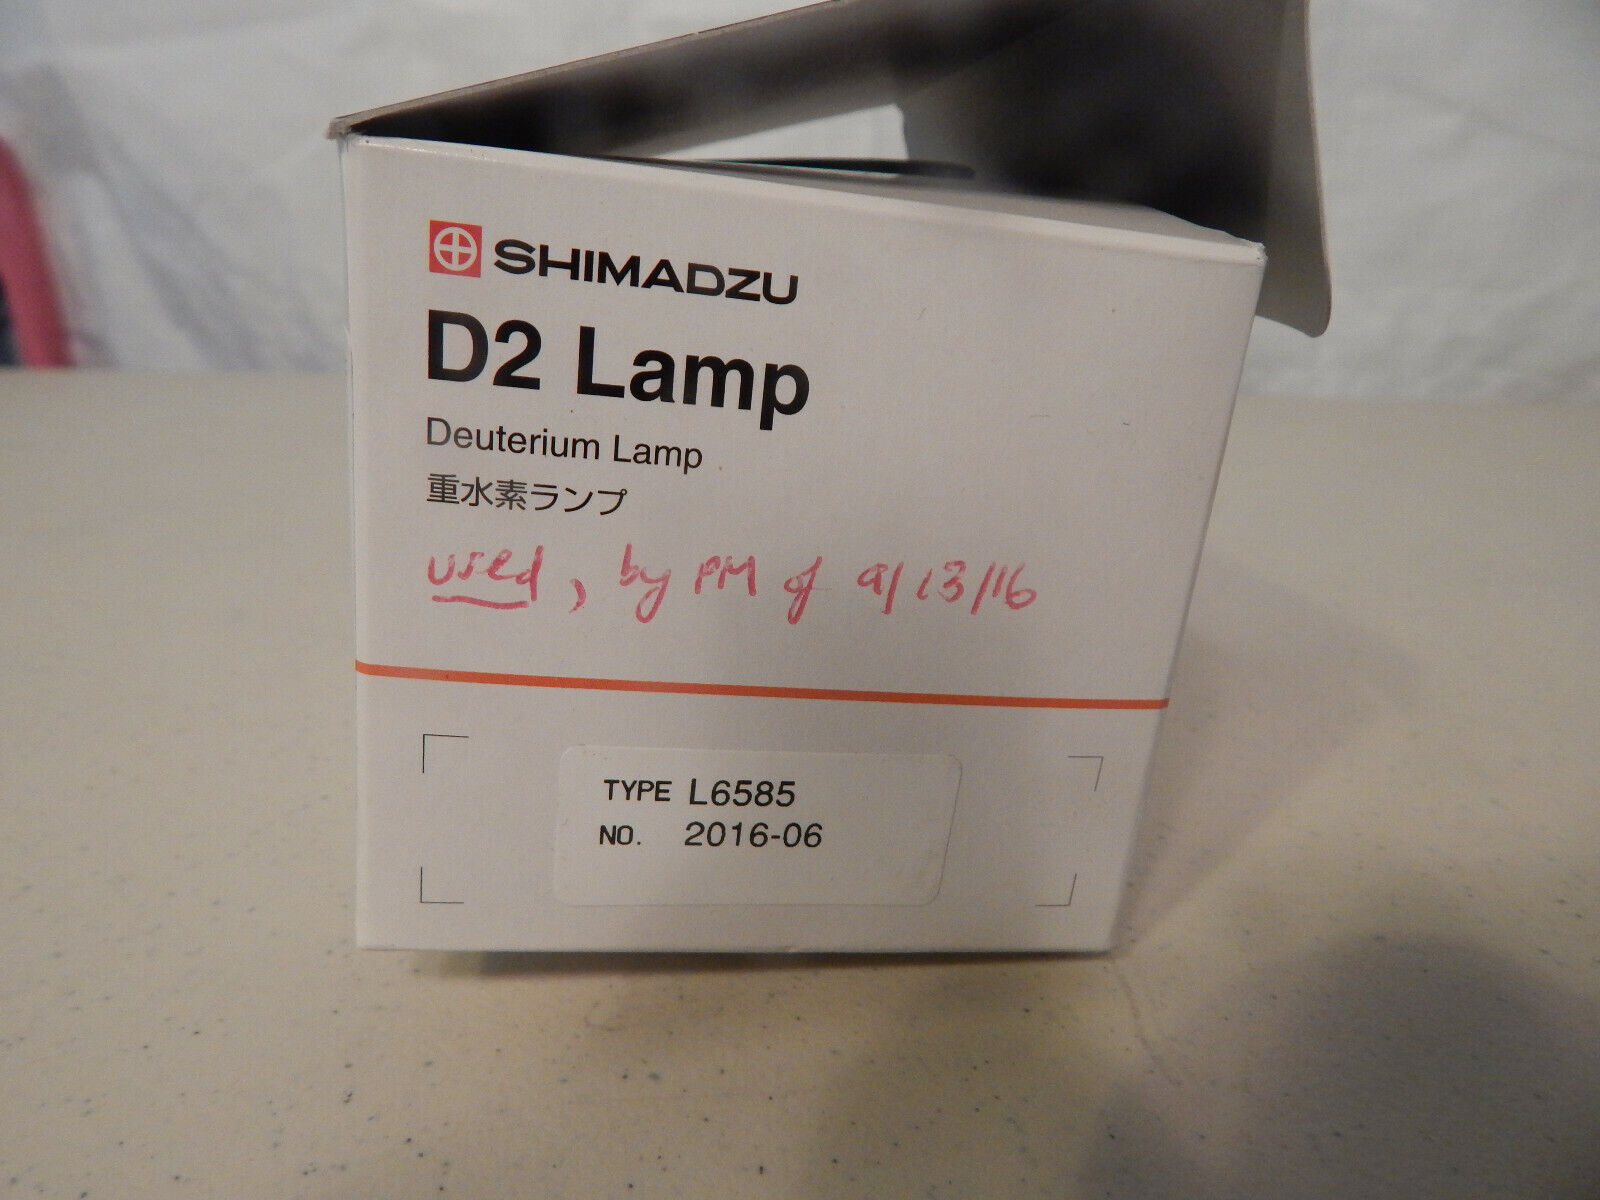 SHIMADZU
D2 Lamp
Deuterium Lamp
重水素ランプ
used, by PM of 9/13/16
TYPE L6585
NO. 2016-06